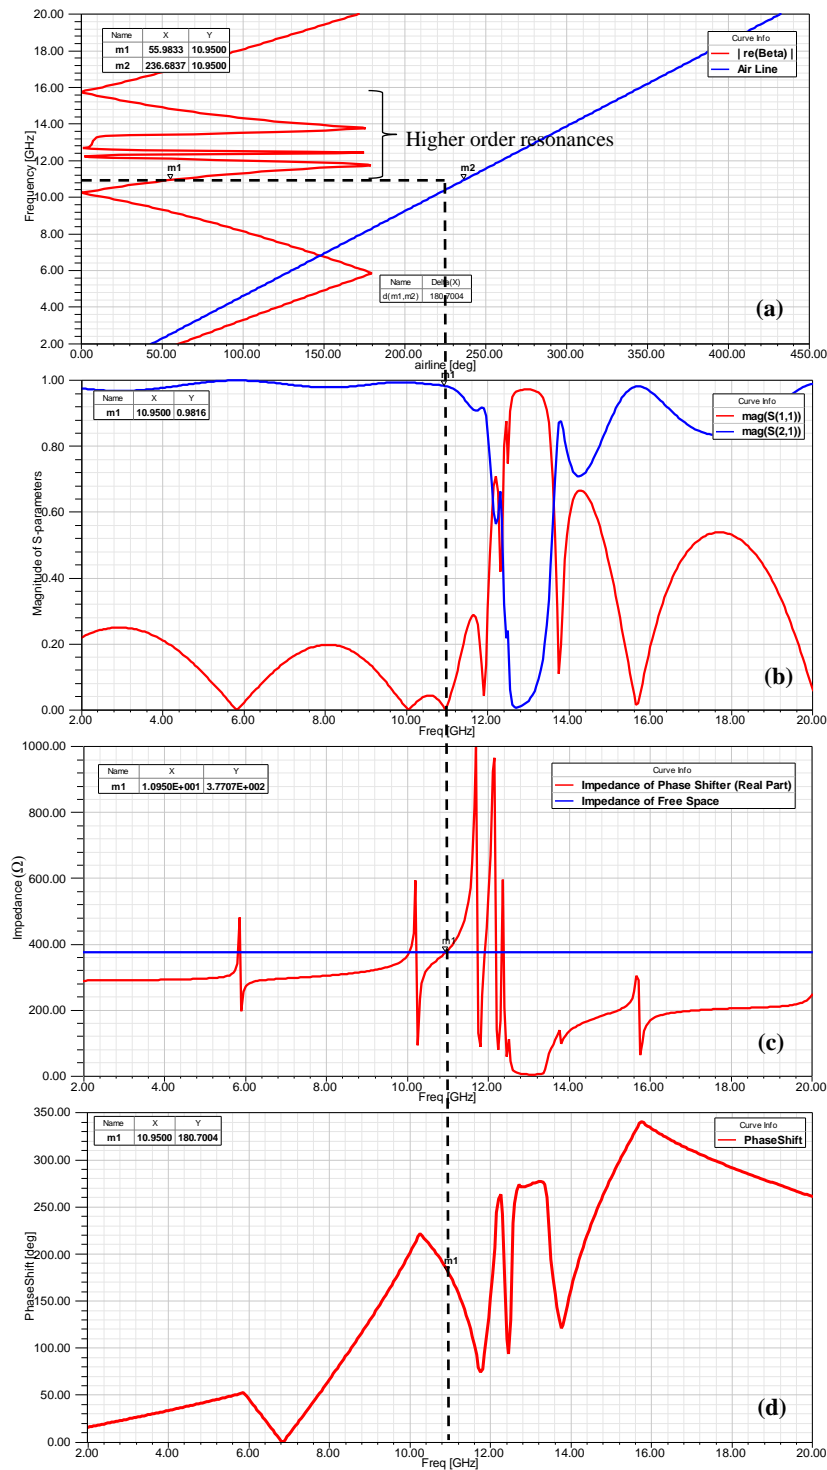 20.00
18.00
16.00
14.00
12.00
10.00
8.00
6.00
4.00
2.00
Frequency [GHz]
Name X Y
m1 55.9833 10.9500
m2 236.6837 10.9500
Curve Info
| re(Beta) |
Air Line
Higher order resonances
m1
m2
Name Delta(X)
d(m1,m2) 180.7004
(a)
0.00 50.00 100.00 150.00 200.00 250.00 300.00 350.00 400.00 450.00
airline [deg]
m1
1.00
0.80
0.60
0.40
0.20
0.00
Magnitude of S-parameters
Name X Y
m1 10.9500 0.9816
Curve Info
mag(S(1,1))
mag(S(2,1))
(b)
2.00 4.00 6.00 8.00 10.00 12.00 14.00 16.00 18.00 20.00
Freq [GHz]
1000.00
800.00
600.00
400.00
200.00
0.00
Impedance (Ω)
Name X Y
m1 1.0950E+001 3.7707E+002
Curve Info
Impedance of Phase Shifter (Real Part)
Impedance of Free Space
m1
(c)
2.00 4.00 6.00 8.00 10.00 12.00 14.00 16.00 18.00 20.00
Freq [GHz]
350.00
300.00
250.00
200.00
150.00
100.00
50.00
0.00
PhaseShift [deg]
Name X Y
m1 10.9500 180.7004
Curve Info
PhaseShift
m1
(d)
2.00 4.00 6.00 8.00 10.00 12.00 14.00 16.00 18.00 20.00
Freq [GHz]